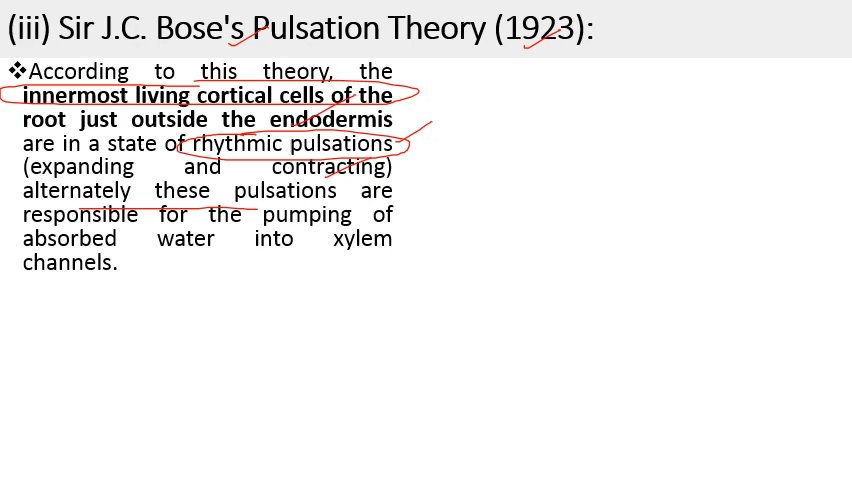 (iii) Sir J.C. Bose's Pulsation Theory (1923):
❖According to this theory, the
innermost living cortical cells of the
root just outside the endodermis
are in a state of rhythmic pulsations
(expanding and contracting)
alternately these pulsations are
responsible for the pumping of
absorbed water into xylem
channels.